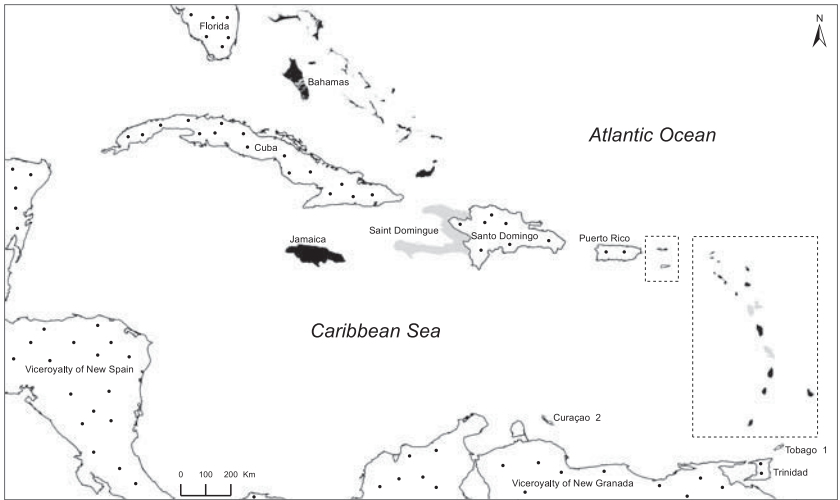 N
Florida
Bahamas
Atlantic Ocean
Cuba
Saint Domingue
Santo Domingo
Puerto Rico
Jamaica
Caribbean Sea
Viceroyalty of New Spain
Curaçao 2
Tobago 1
Trinidad
Viceroyalty of New Granada
0 100 200 Km